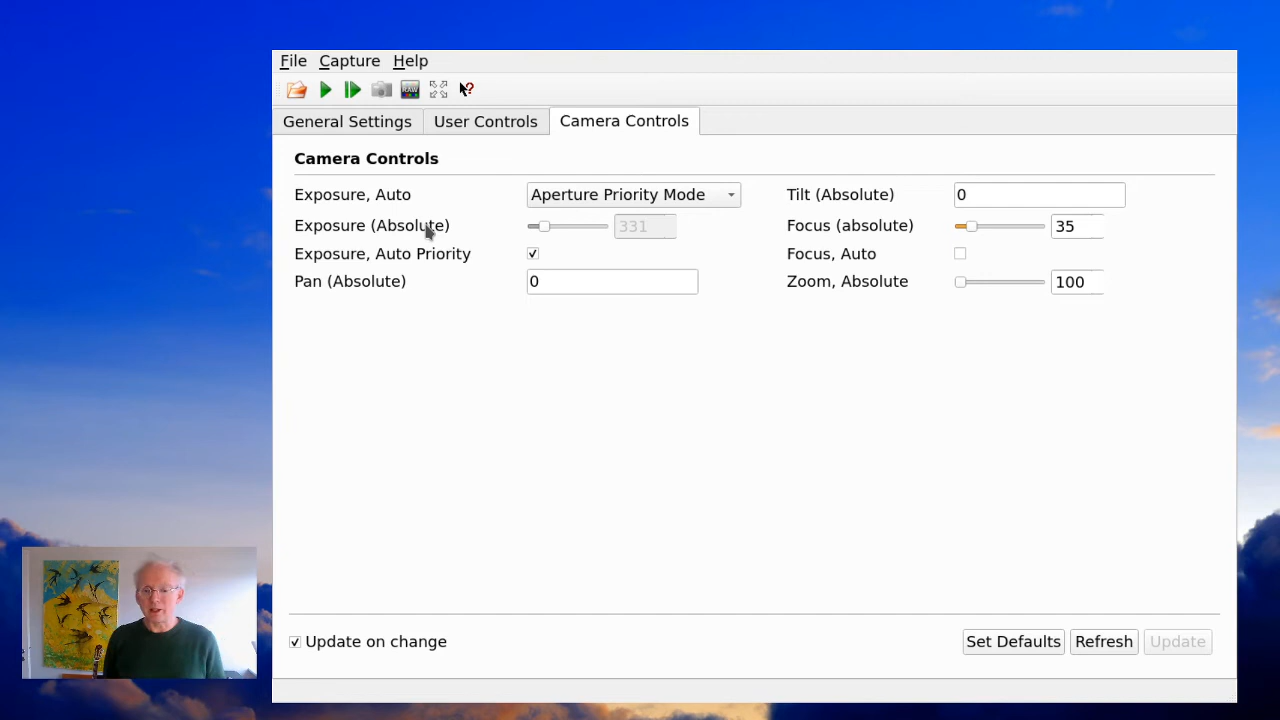 File Capture Help
RAW
General Settings User Controls Camera Controls
Camera Controls
Exposure, Auto Aperture Priority Mode Tilt (Absolute) 0
Exposure (Absolute) 331 Focus (absolute) 35
Exposure, Auto Priority Focus, Auto
Pan (Absolute) 0 Zoom, Absolute 100
Update on change Set Defaults Refresh Update